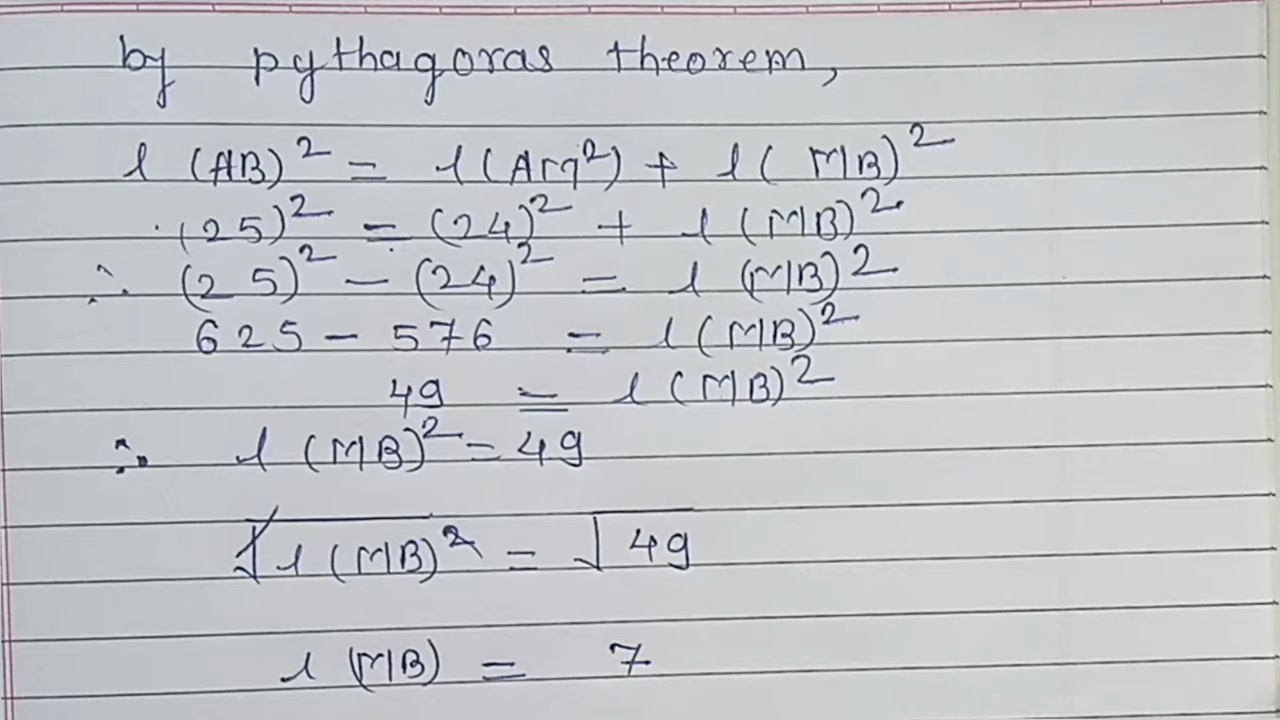 by pythagoras theorem,
l (AB)² = l(AM²) + l( MB)²
(25)² = (24)² + l (MB)²
∴ (25)² - (24)² = l (MB)²
625 - 576 = l (MB)²
49 = l (MB)²
∴ l (MB)² = 49
√l (MB)² = √49
l (MB) = 7